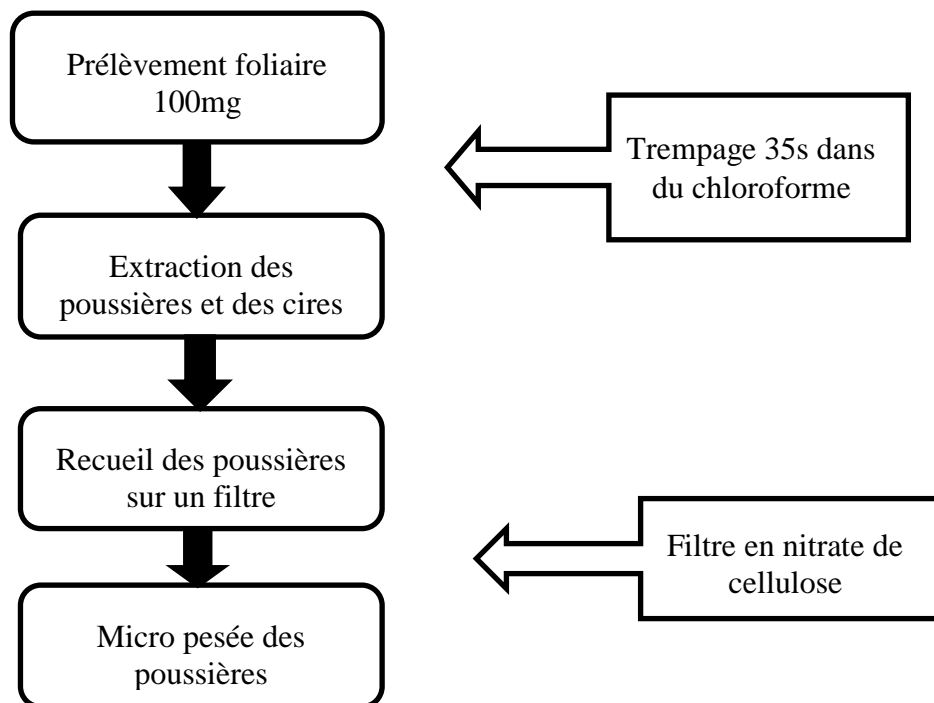 Prélèvement foliaire
100mg
Trempage 35s dans
du chloroforme
Extraction des
poussières et des cires
Recueil des poussières
sur un filtre
Filtre en nitrate de
cellulose
Micro pesée des
poussières